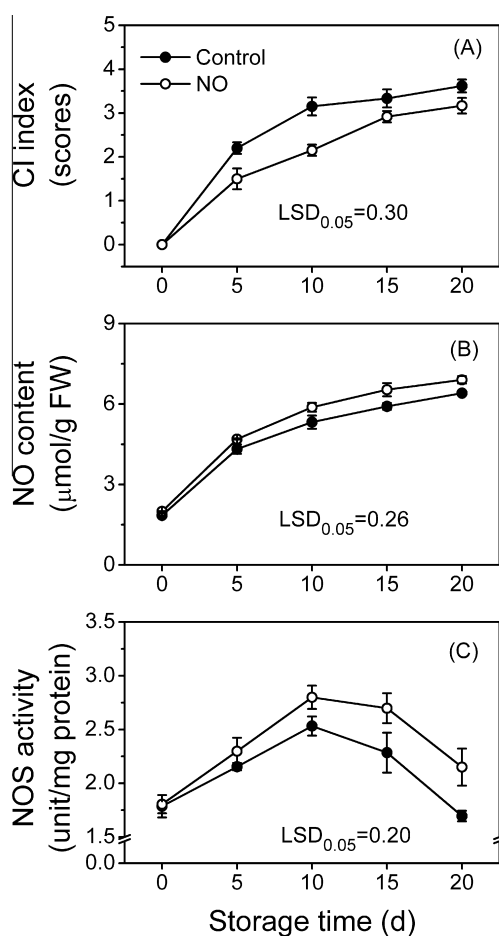 (A)
Control
NO
CI index
(scores)
5
4
3
2
1
0
LSD0.05=0.30
0 5 10 15 20
(B)
NO content
(μmol/g FW)
9
6
3
0
LSD0.05=0.26
0 5 10 15 20
(C)
NOS activity
(unit/mg protein)
3.5
3.0
2.5
2.0
1.5
0.0
LSD0.05=0.20
0 5 10 15 20
Storage time (d)